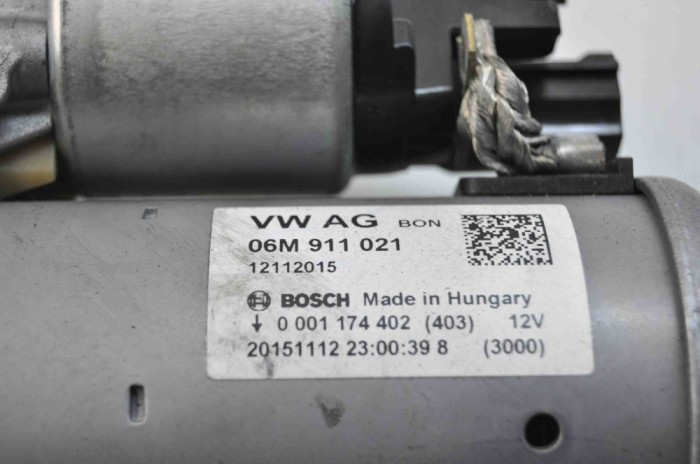 VW AG BON
06M 911 021
12112015
BOSCH Made in Hungary
0 001 174 402 (403) 12V
20151112 23:00:39 8 (3000)